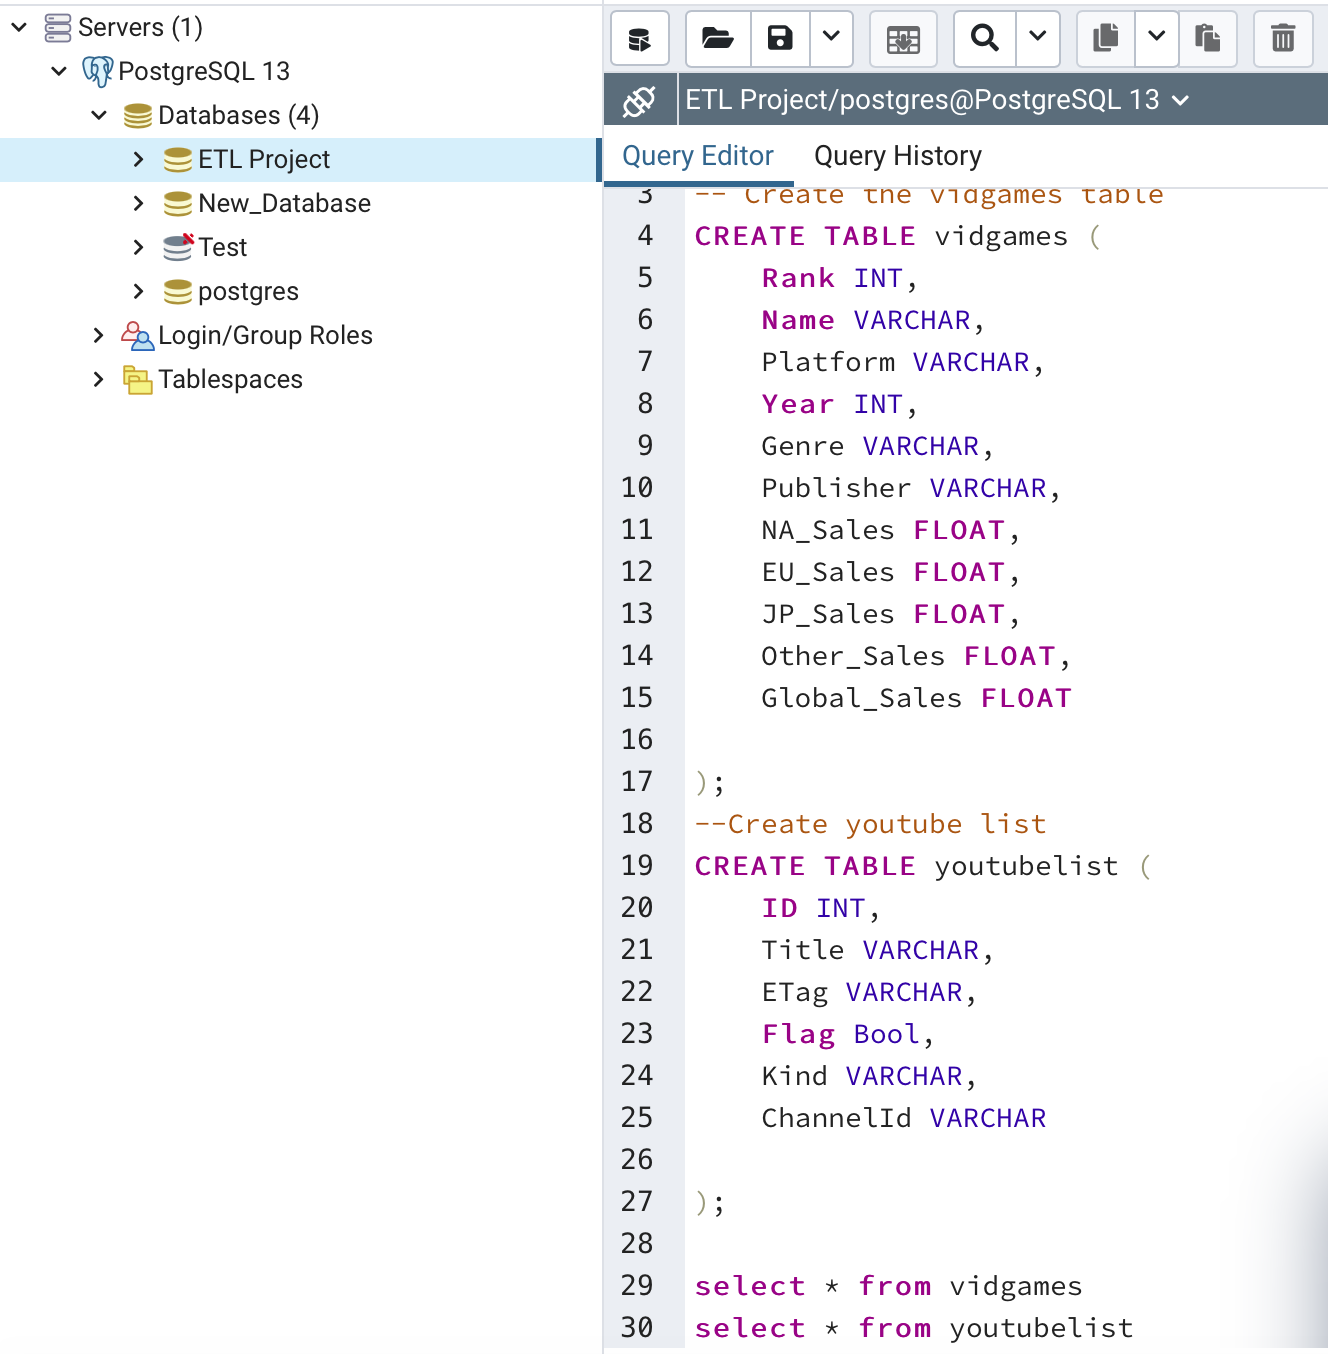 Servers (1)
PostgreSQL 13
Databases (4)
ETL Project
New_Database
Test
postgres
Login/Group Roles
Tablespaces
ETL Project/postgres@PostgreSQL 13
Query Editor Query History
3 -- Create the vidgames table
4 CREATE TABLE vidgames (
5 Rank INT,
6 Name VARCHAR,
7 Platform VARCHAR,
8 Year INT,
9 Genre VARCHAR,
10 Publisher VARCHAR,
11 NA_Sales FLOAT,
12 EU_Sales FLOAT,
13 JP_Sales FLOAT,
14 Other_Sales FLOAT,
15 Global_Sales FLOAT
16
17 );
18 --Create youtube list
19 CREATE TABLE youtubelist (
20 ID INT,
21 Title VARCHAR,
22 ETag VARCHAR,
23 Flag Bool,
24 Kind VARCHAR,
25 ChannelId VARCHAR
26
27 );
28
29 select * from vidgames
30 select * from youtubelist